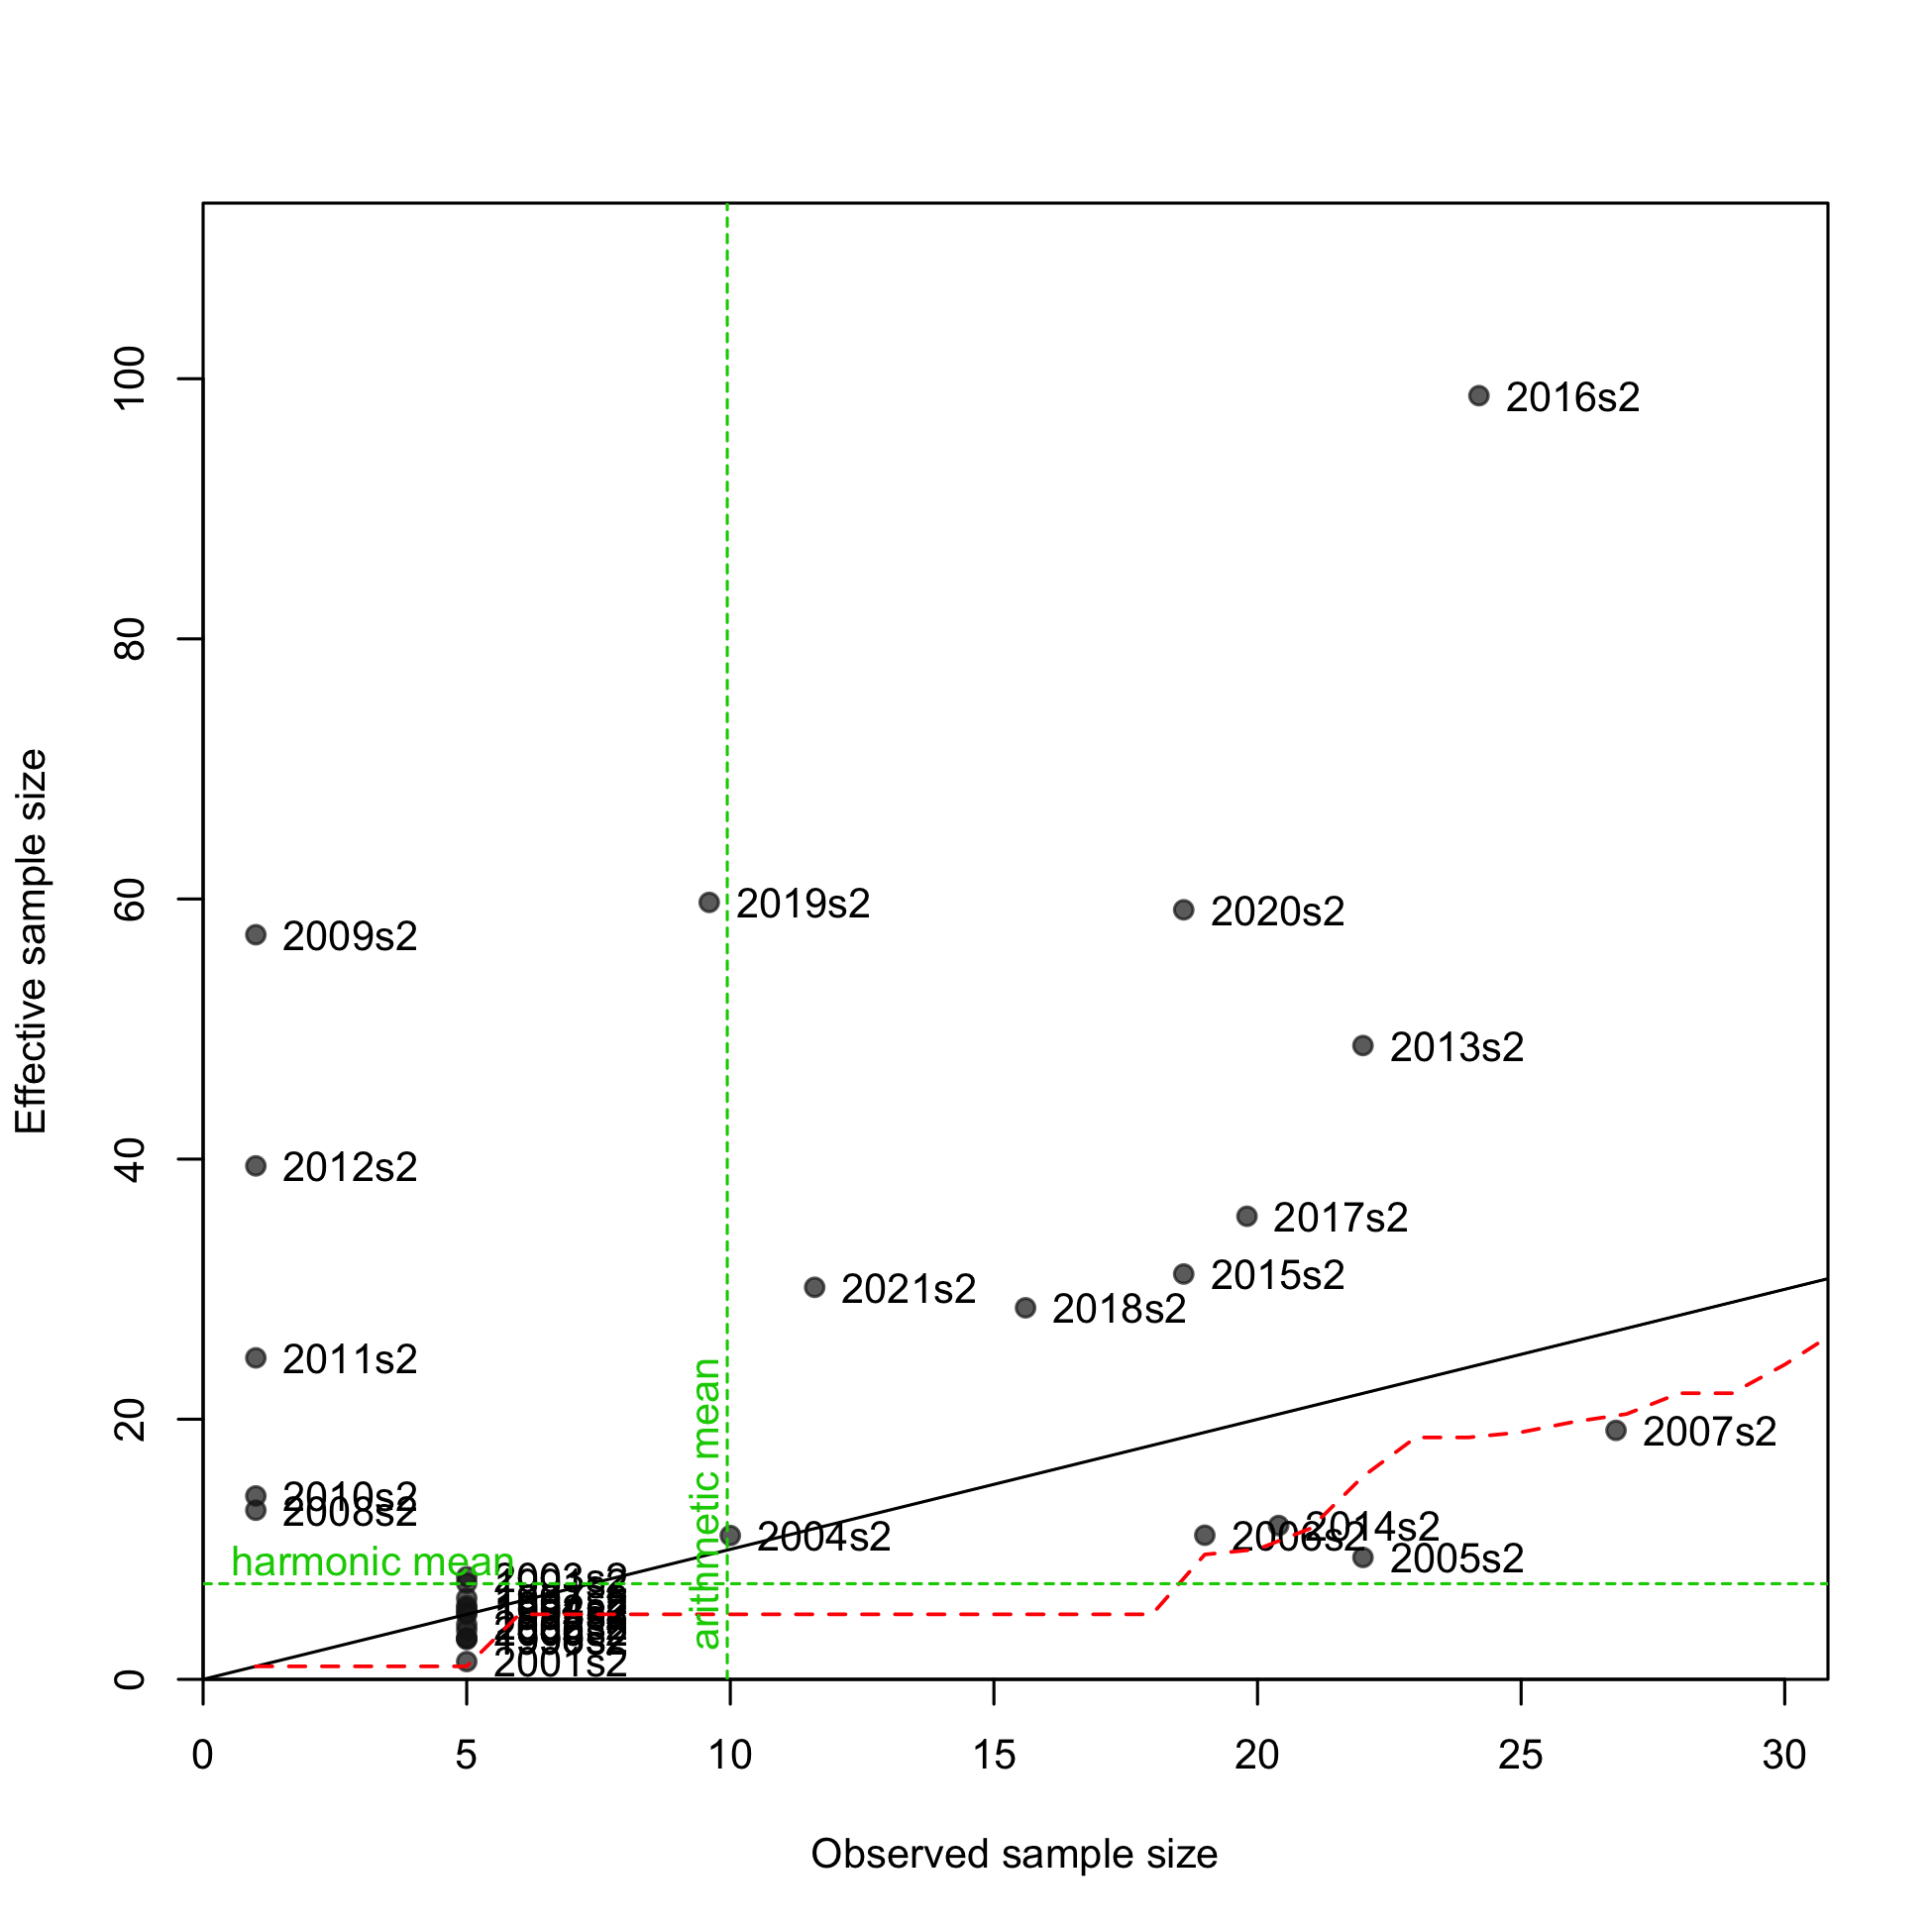 100
80
60
40
20
0
Effective sample size
2016s2
2019s2
2020s2
2009s2
2013s2
2012s2
2017s2
2015s2
2021s2
2018s2
2011s2
2007s2
2010s2
2008s2
2014s2
2006s2
2004s2
2005s2
harmonic mean
arithmetic mean
2001s2
0 5 10 15 20 25 30
Observed sample size